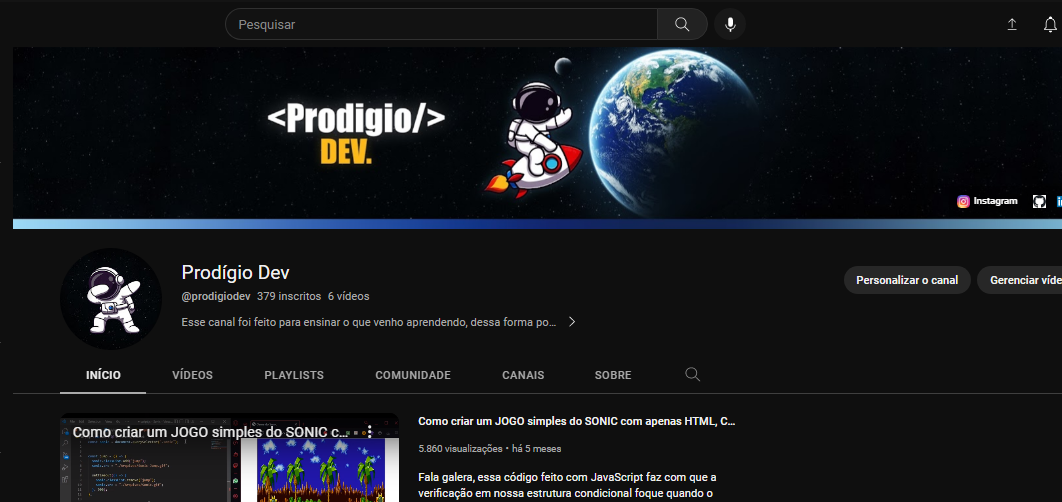 Pesquisar
<Prodigio/>
DEV.
Instagram
Prodígio Dev
@prodigiodev 379 inscritos 6 vídeos
Esse canal foi feito para ensinar o que venho aprendendo, dessa forma po...
Personalizar o canal
Gerenciar víde
INÍCIO VÍDEOS PLAYLISTS COMUNIDADE CANAIS SOBRE
Como criar um JOGO simples do SONIC c...
Como criar um JOGO simples do SONIC com apenas HTML, C...
5.860 visualizações • há 5 meses
Fala galera, essa código feito com JavaScript faz com que a
verificação em nossa estrutura condicional foque quando o